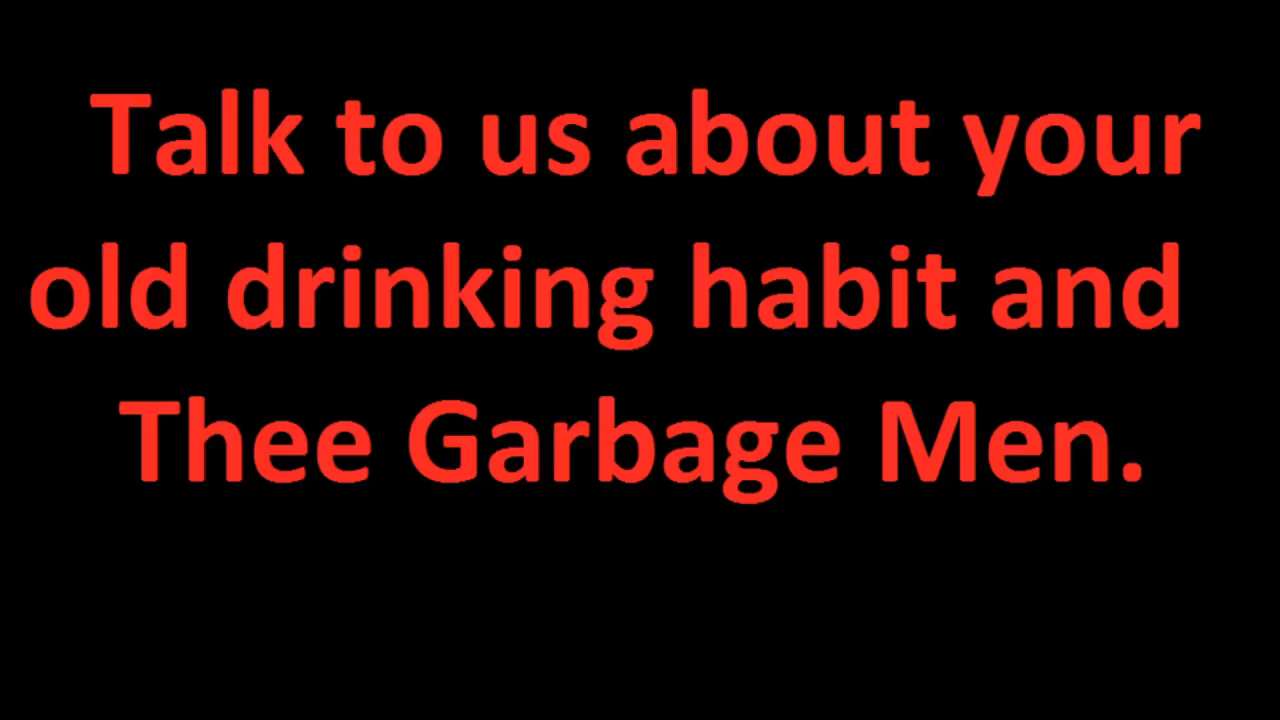 Talk to us about your
old drinking habit and
Thee Garbage Men.